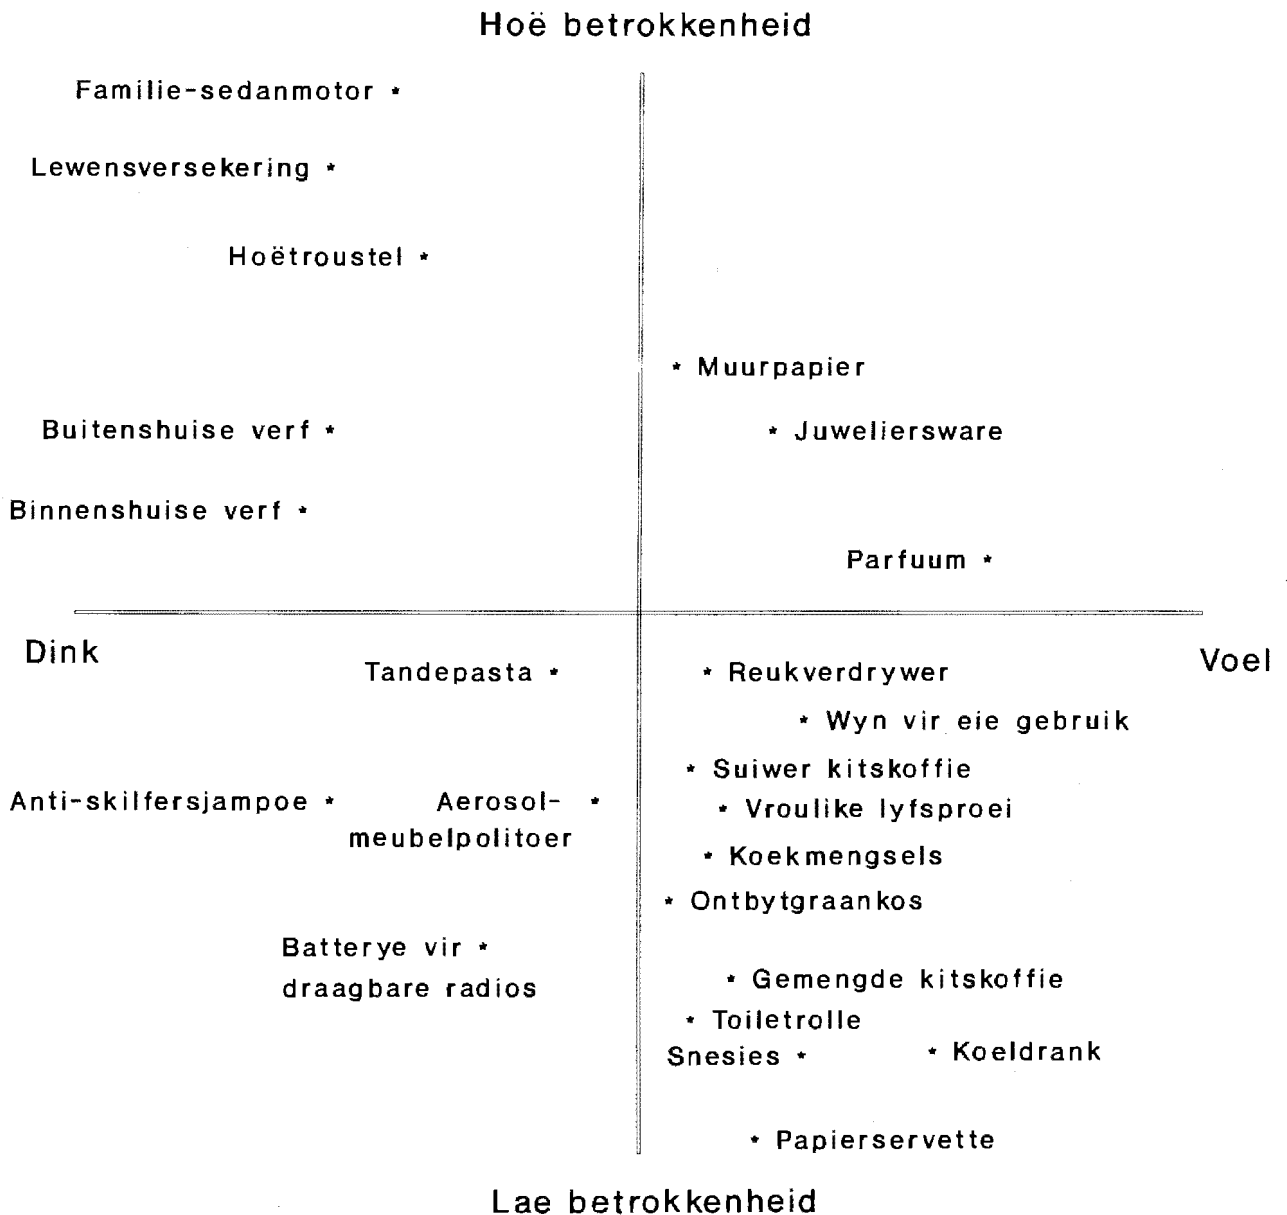 Hoë betrokkenheid
Familie-sedanmotor *
Lewensversekering *
Hoëtroustel *
* Muurpapier
Buitenshuise verf *
* Juweliersware
Binnenshuise verf *
Parfuum *
Dink
Voel
Tandepasta *
* Reukverdrywer
* Wyn vir eie gebruik
* Suiwer kitskoffie
Anti-skilfersjampoe *
Aerosol- *
meubelpolitoer
* Vroulike lyfsproei
* Koekmengsels
* Ontbytgraankos
Batterye vir *
draagbare radios
* Gemengde kitskoffie
* Toiletrolle
Snesies *
* Koeldrank
* Papierservette
Lae betrokkenheid